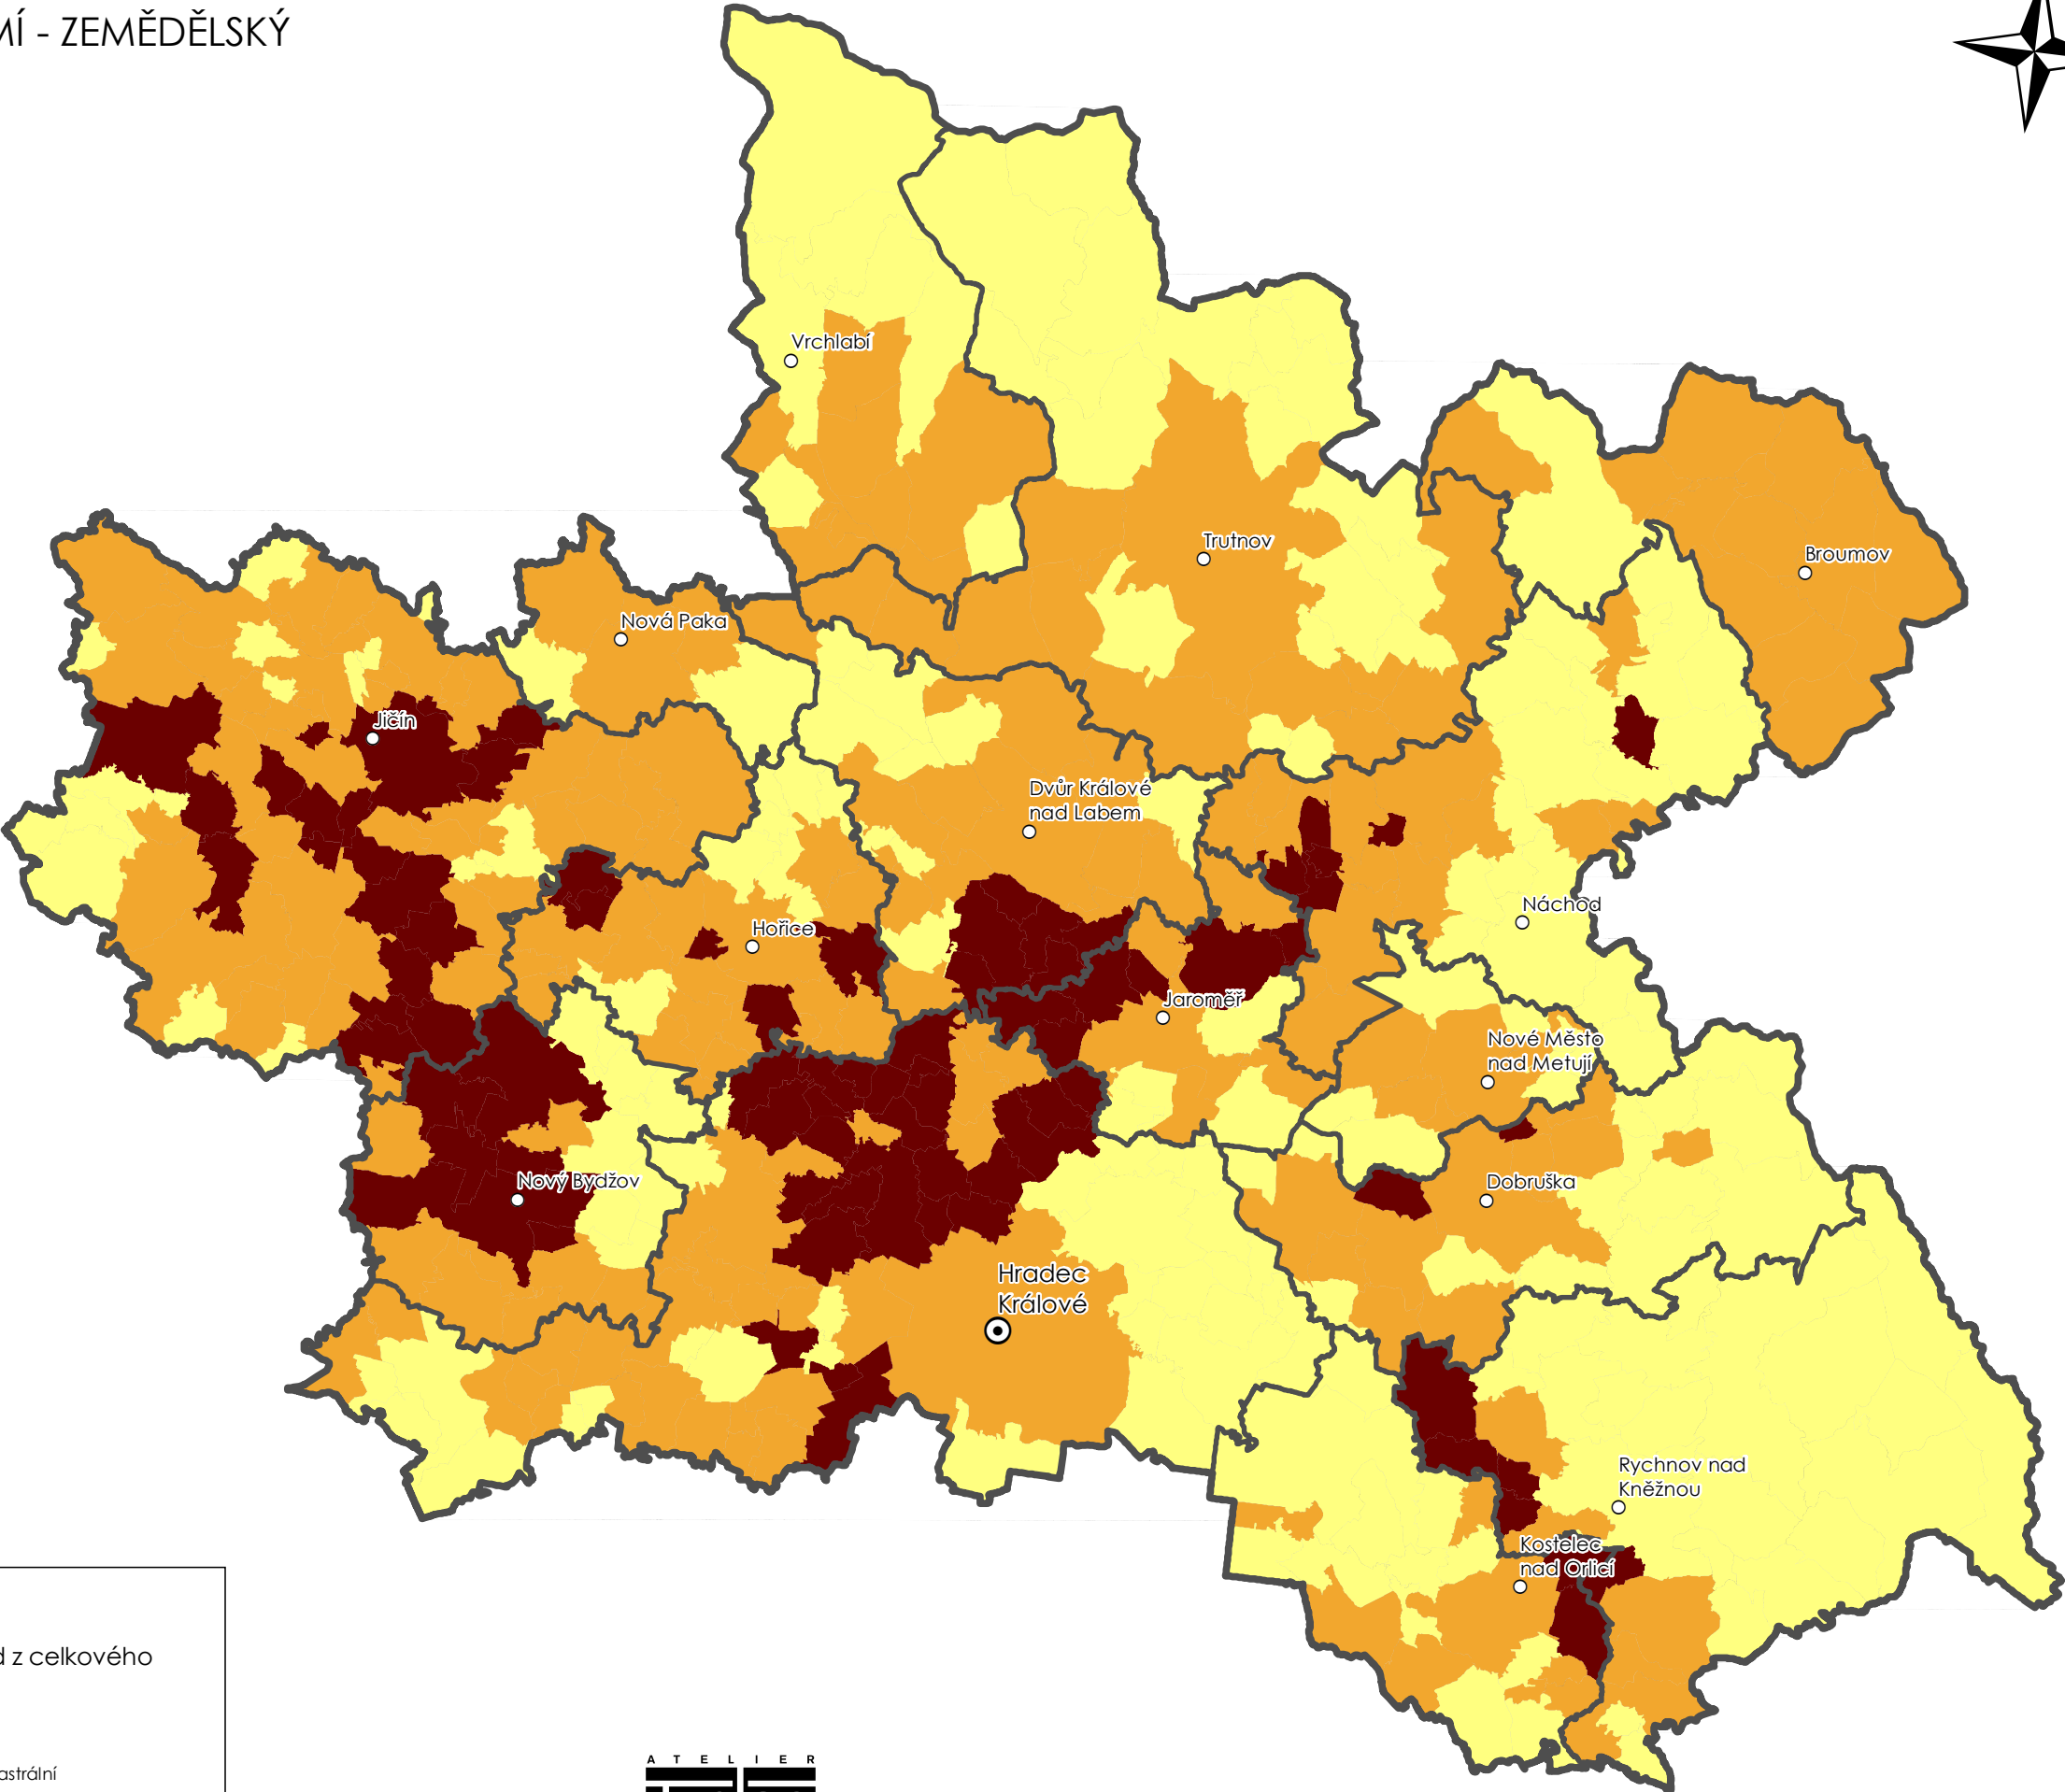 MÍ - ZEMĚDĚLSKÝ
Vrchlabí
Trutnov
Broumov
Nová Paka
Jičín
Dvůr Králové
nad Labem
Náchod
Hořice
Jaroměř
Nové Město
nad Metují
Nový Bydžov
Dobruška
Hradec
Králové
Rychnov nad
Kněžnou
Kostelec
nad Orlicí
z celkového
astrální
ATELIER